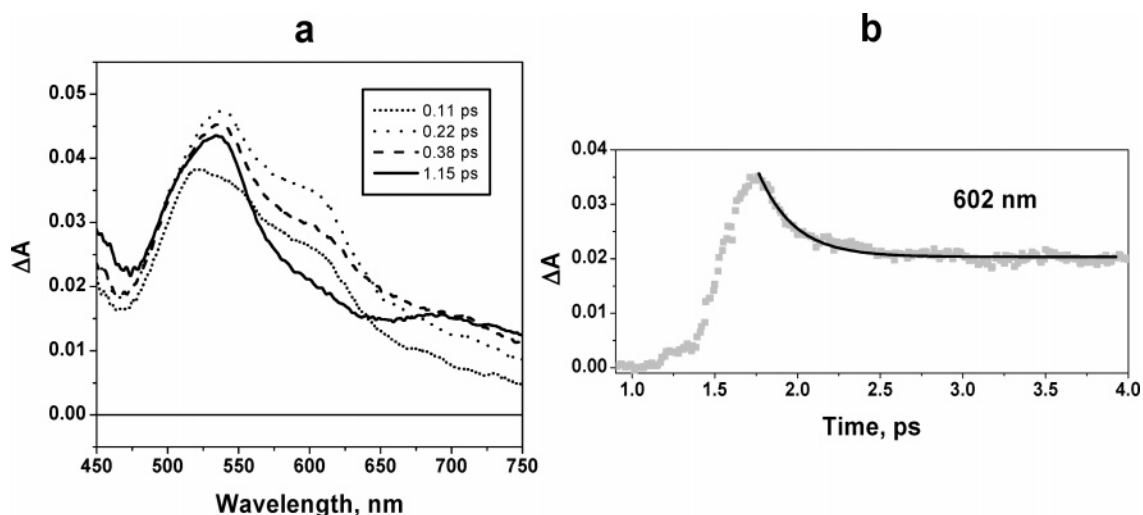 a
ΔA
0.05
0.04
0.03
0.02
0.01
0.00
450 500 550 600 650 700 750
Wavelength, nm
0.11 ps
0.22 ps
0.38 ps
1.15 ps
b
ΔA
0.04
0.03
0.02
0.01
0.00
1.0 1.5 2.0 2.5 3.0 3.5 4.0
Time, ps
602 nm